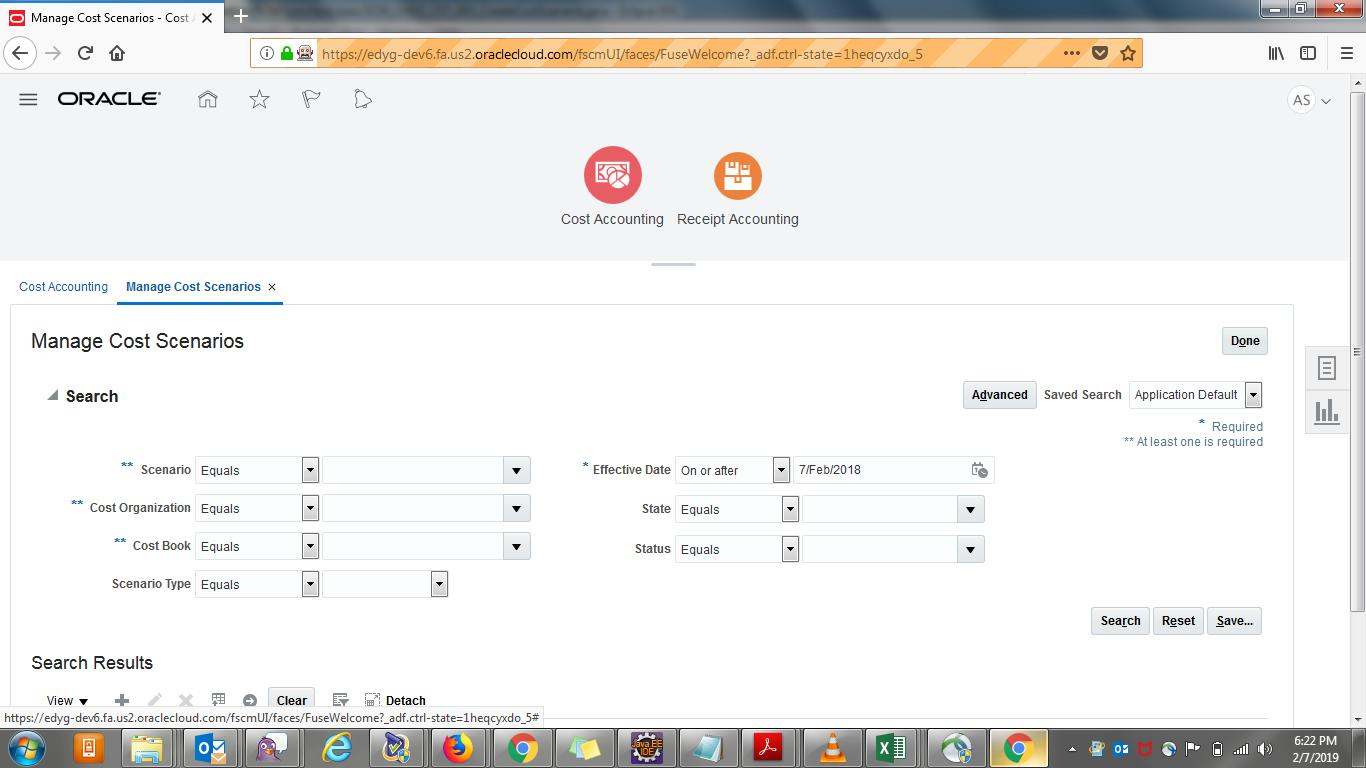 Manage Cost Scenarios - Cost A
https://edyg-dev6.fa.us2.oraclecloud.com/fscmUI/faces/FuseWelcome?_adf.ctrl-state=1heqcyxdo_5
ORACLE
AS
Cost Accounting Receipt Accounting
Cost Accounting Manage Cost Scenarios
Manage Cost Scenarios Done
Search Advanced Saved Search Application Default
* Required
** At least one is required
** Scenario Equals * Effective Date On or after 7/Feb/2018
** Cost Organization Equals State Equals
** Cost Book Equals Status Equals
Scenario Type Equals
Search Reset Save...
Search Results
View Clear Detach
https://edyg-dev6.fa.us2.oraclecloud.com/fscmUI/faces/FuseWelcome?_adf.ctrl-state=1heqcyxdo_5#
Java EE
IDE
6:22 PM
2/7/2019